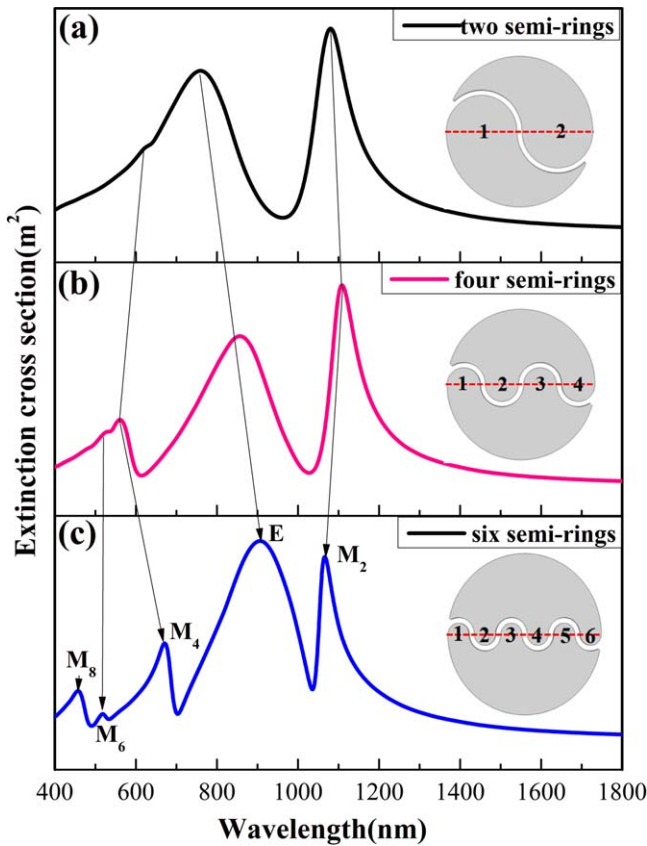 (a)
two semi-rings
1 2
(b)
four semi-rings
1 2 3 4
(c)
six semi-rings
1 2 3 4 5 6
E
M₂
M₄
M₈
M₆
Extinction cross section(m²)
400 600 800 1000 1200 1400 1600 1800
Wavelength(nm)